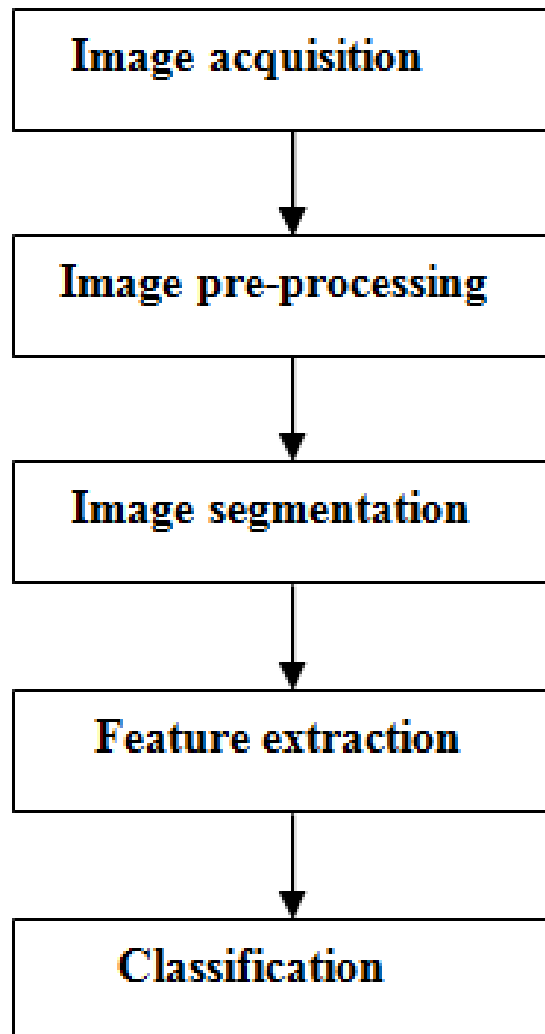 Image acquisition
Image pre-processing
Image segmentation
Feature extraction
Classification